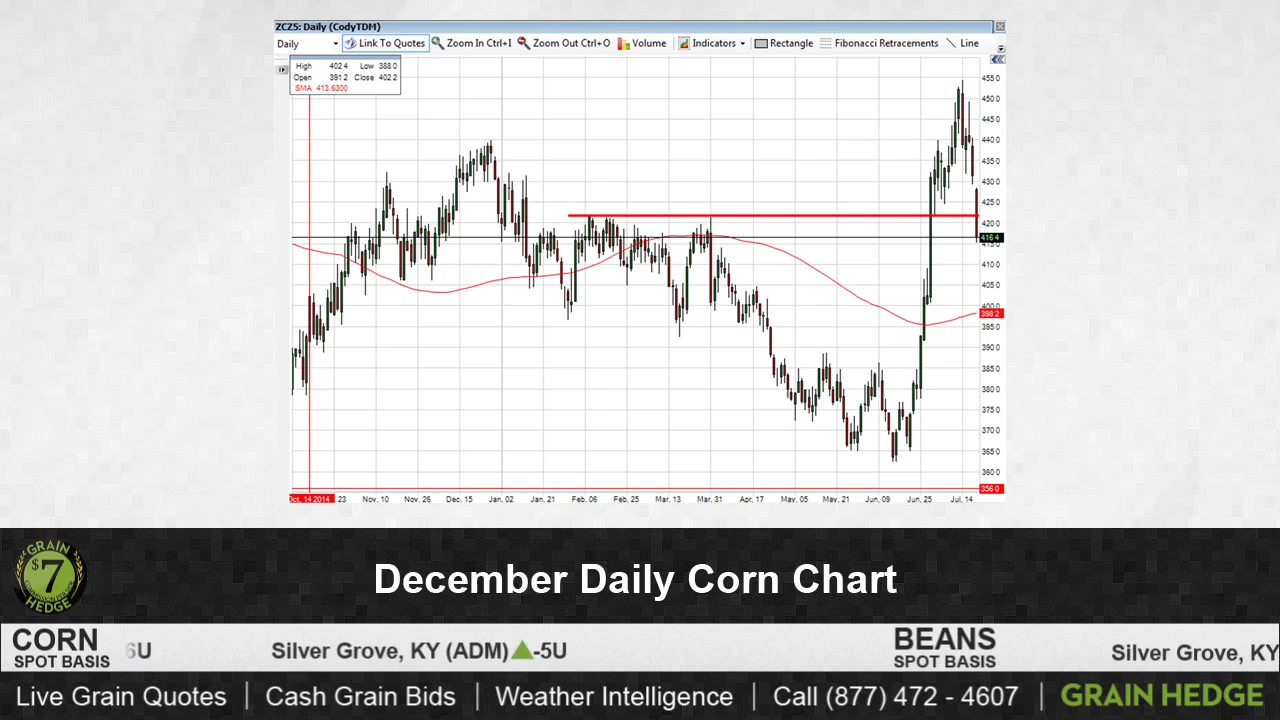 ZCZ5: Daily (CodyTDM)
Daily Link To Quotes Zoom In Ctrl+I Zoom Out Ctrl+O Volume Indicators Rectangle Fibonacci Retracements Line
High 402 4 Low 388 0
Open 391 2 Close 402 2
SMA 413.6300
455 0
450 0
445 0
440 0
435 0
430 0
425 0
420 0
416 4
415 0
410 0
405 0
400 0
398 2
395 0
390 0
385 0
380 0
375 0
370 0
365 0
360 0
356 0
Oct, 14 2014 23 Nov, 10 Nov, 26 Dec, 15 Jan, 02 Jan, 21 Feb, 06 Feb, 25 Mar, 13 Mar, 31 Apr, 17 May, 05 May, 21 Jun, 09 Jun, 25 Jul, 14
GRAIN
$7
HEDGE
December Daily Corn Chart
CORN
SPOT BASIS
6U
Silver Grove, KY (ADM) -5U
BEANS
SPOT BASIS
Silver Grove, KY
Live Grain Quotes | Cash Grain Bids | Weather Intelligence | Call (877) 472 - 4607 | GRAIN HEDGE